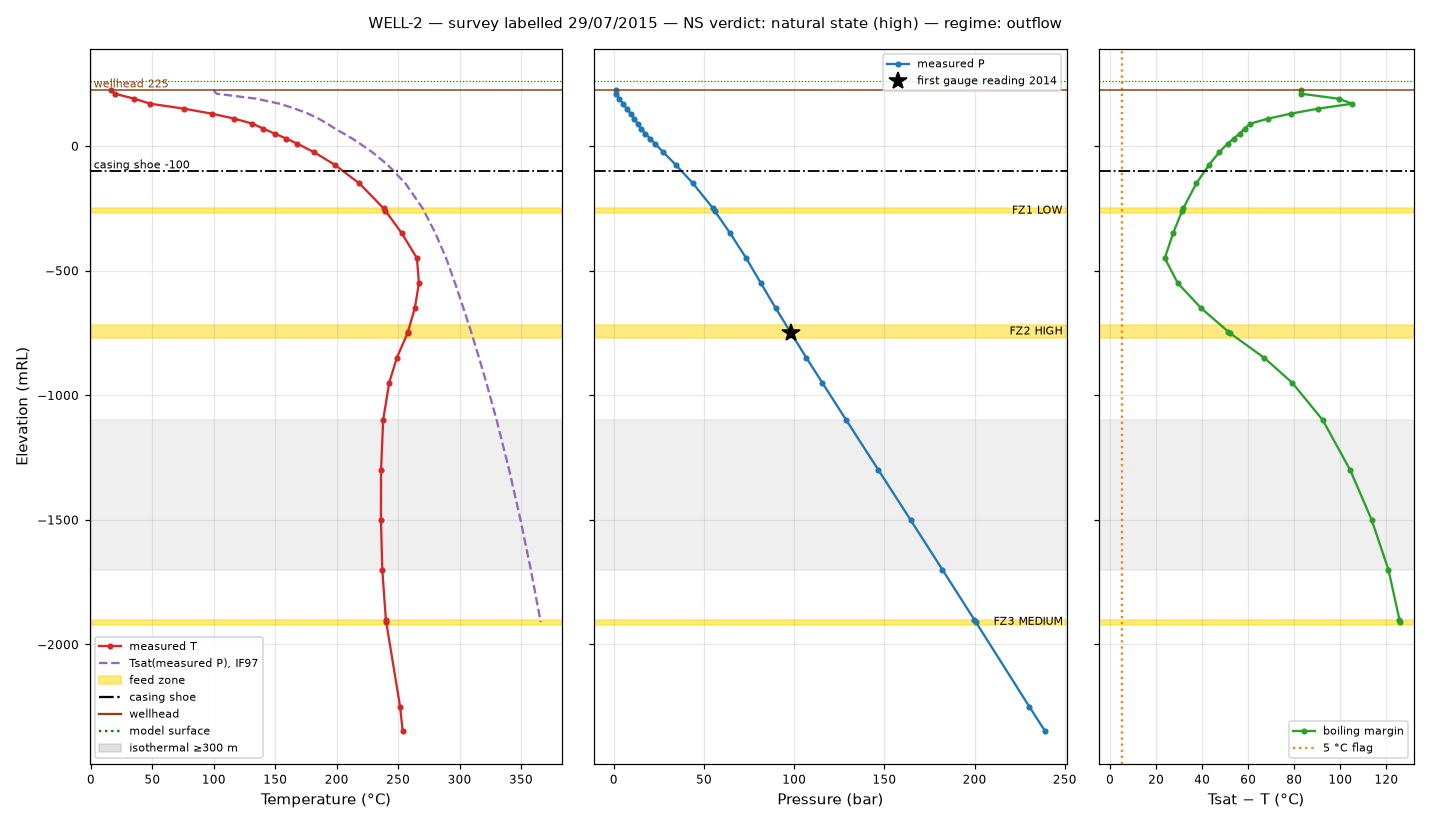 WELL-2 — survey labelled 29/07/2015 — NS verdict: natural state (high) — regime: outflow
Elevation (mRL)
0
−500
−1000
−1500
−2000
wellhead 225
casing shoe -100
measured T
Tsat(measured P), IF97
feed zone
casing shoe
wellhead
model surface
isothermal ≥300 m
0 50 100 150 200 250 300 350
Temperature (°C)
measured P
first gauge reading 2014
FZ1 LOW
FZ2 HIGH
FZ3 MEDIUM
0 50 100 150 200 250
Pressure (bar)
boiling margin
5 °C flag
0 20 40 60 80 100 120
Tsat − T (°C)